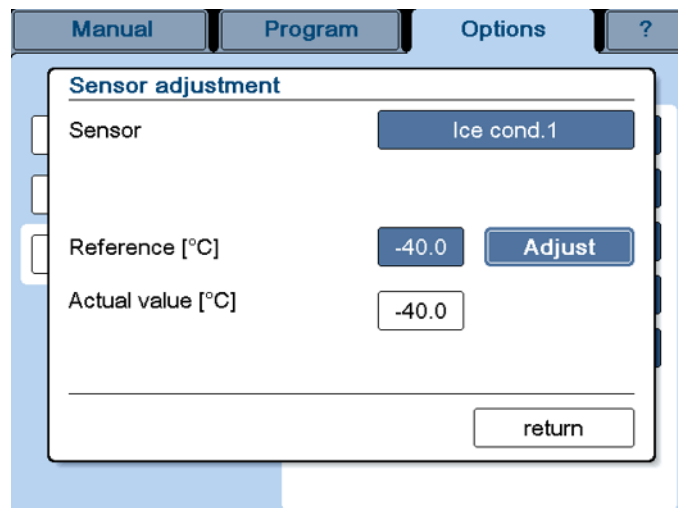 Manual Program Options ?
Sensor adjustment
Sensor Ice cond.1
Reference [°C] -40.0 Adjust
Actual value [°C] -40.0
return